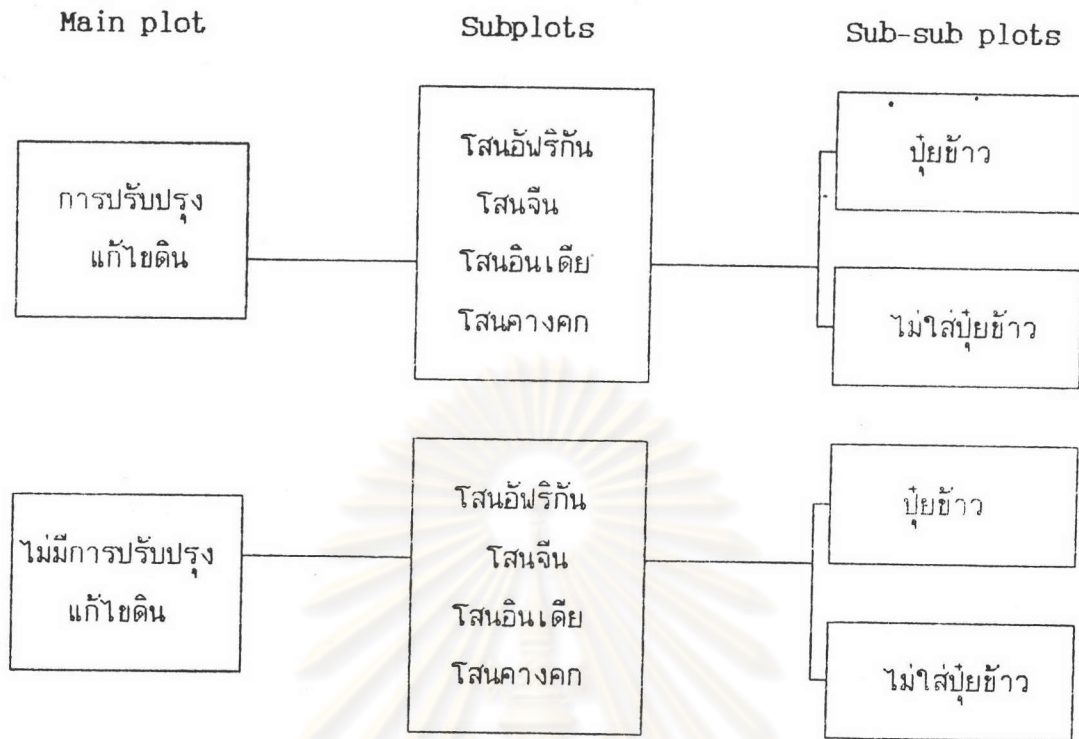 Main plot
Subplots
Sub-sub plots
การปรับปรุง
แก้ไขดิน
โสนอัฟริกัน
โสนจีน
โสนอินเดีย
โสนคางคก
ปุ๋ยข้าว
ไม่ใส่ปุ๋ยข้าว
ไม่มีการปรับปรุง
แก้ไขดิน
โสนอัฟริกัน
โสนจีน
โสนอินเดีย
โสนคางคก
ปุ๋ยข้าว
ไม่ใส่ปุ๋ยข้าว